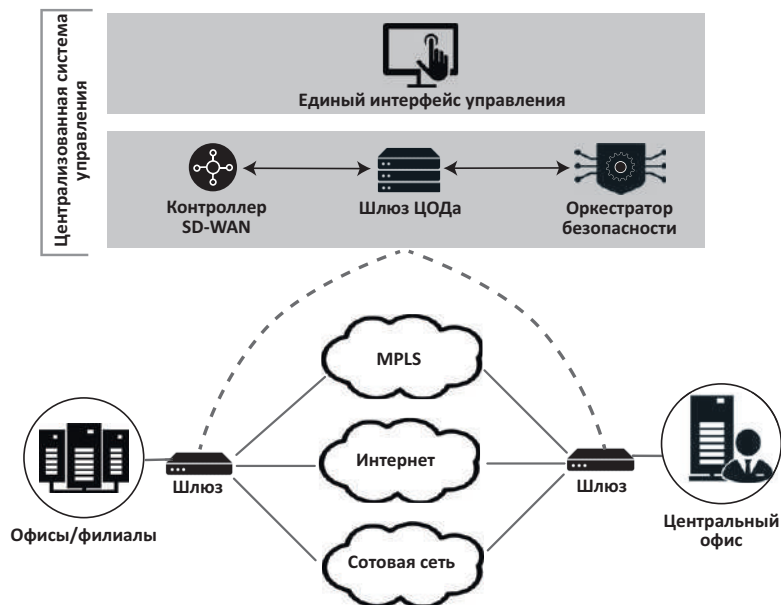 Централизованная система
управления
Единый интерфейс управления
Контроллер
SD-WAN
Шлюз ЦОДа
Оркестратор
безопасности
MPLS
Интернет
Сотовая сеть
Шлюз
Шлюз
Офисы/филиалы
Центральный
офис